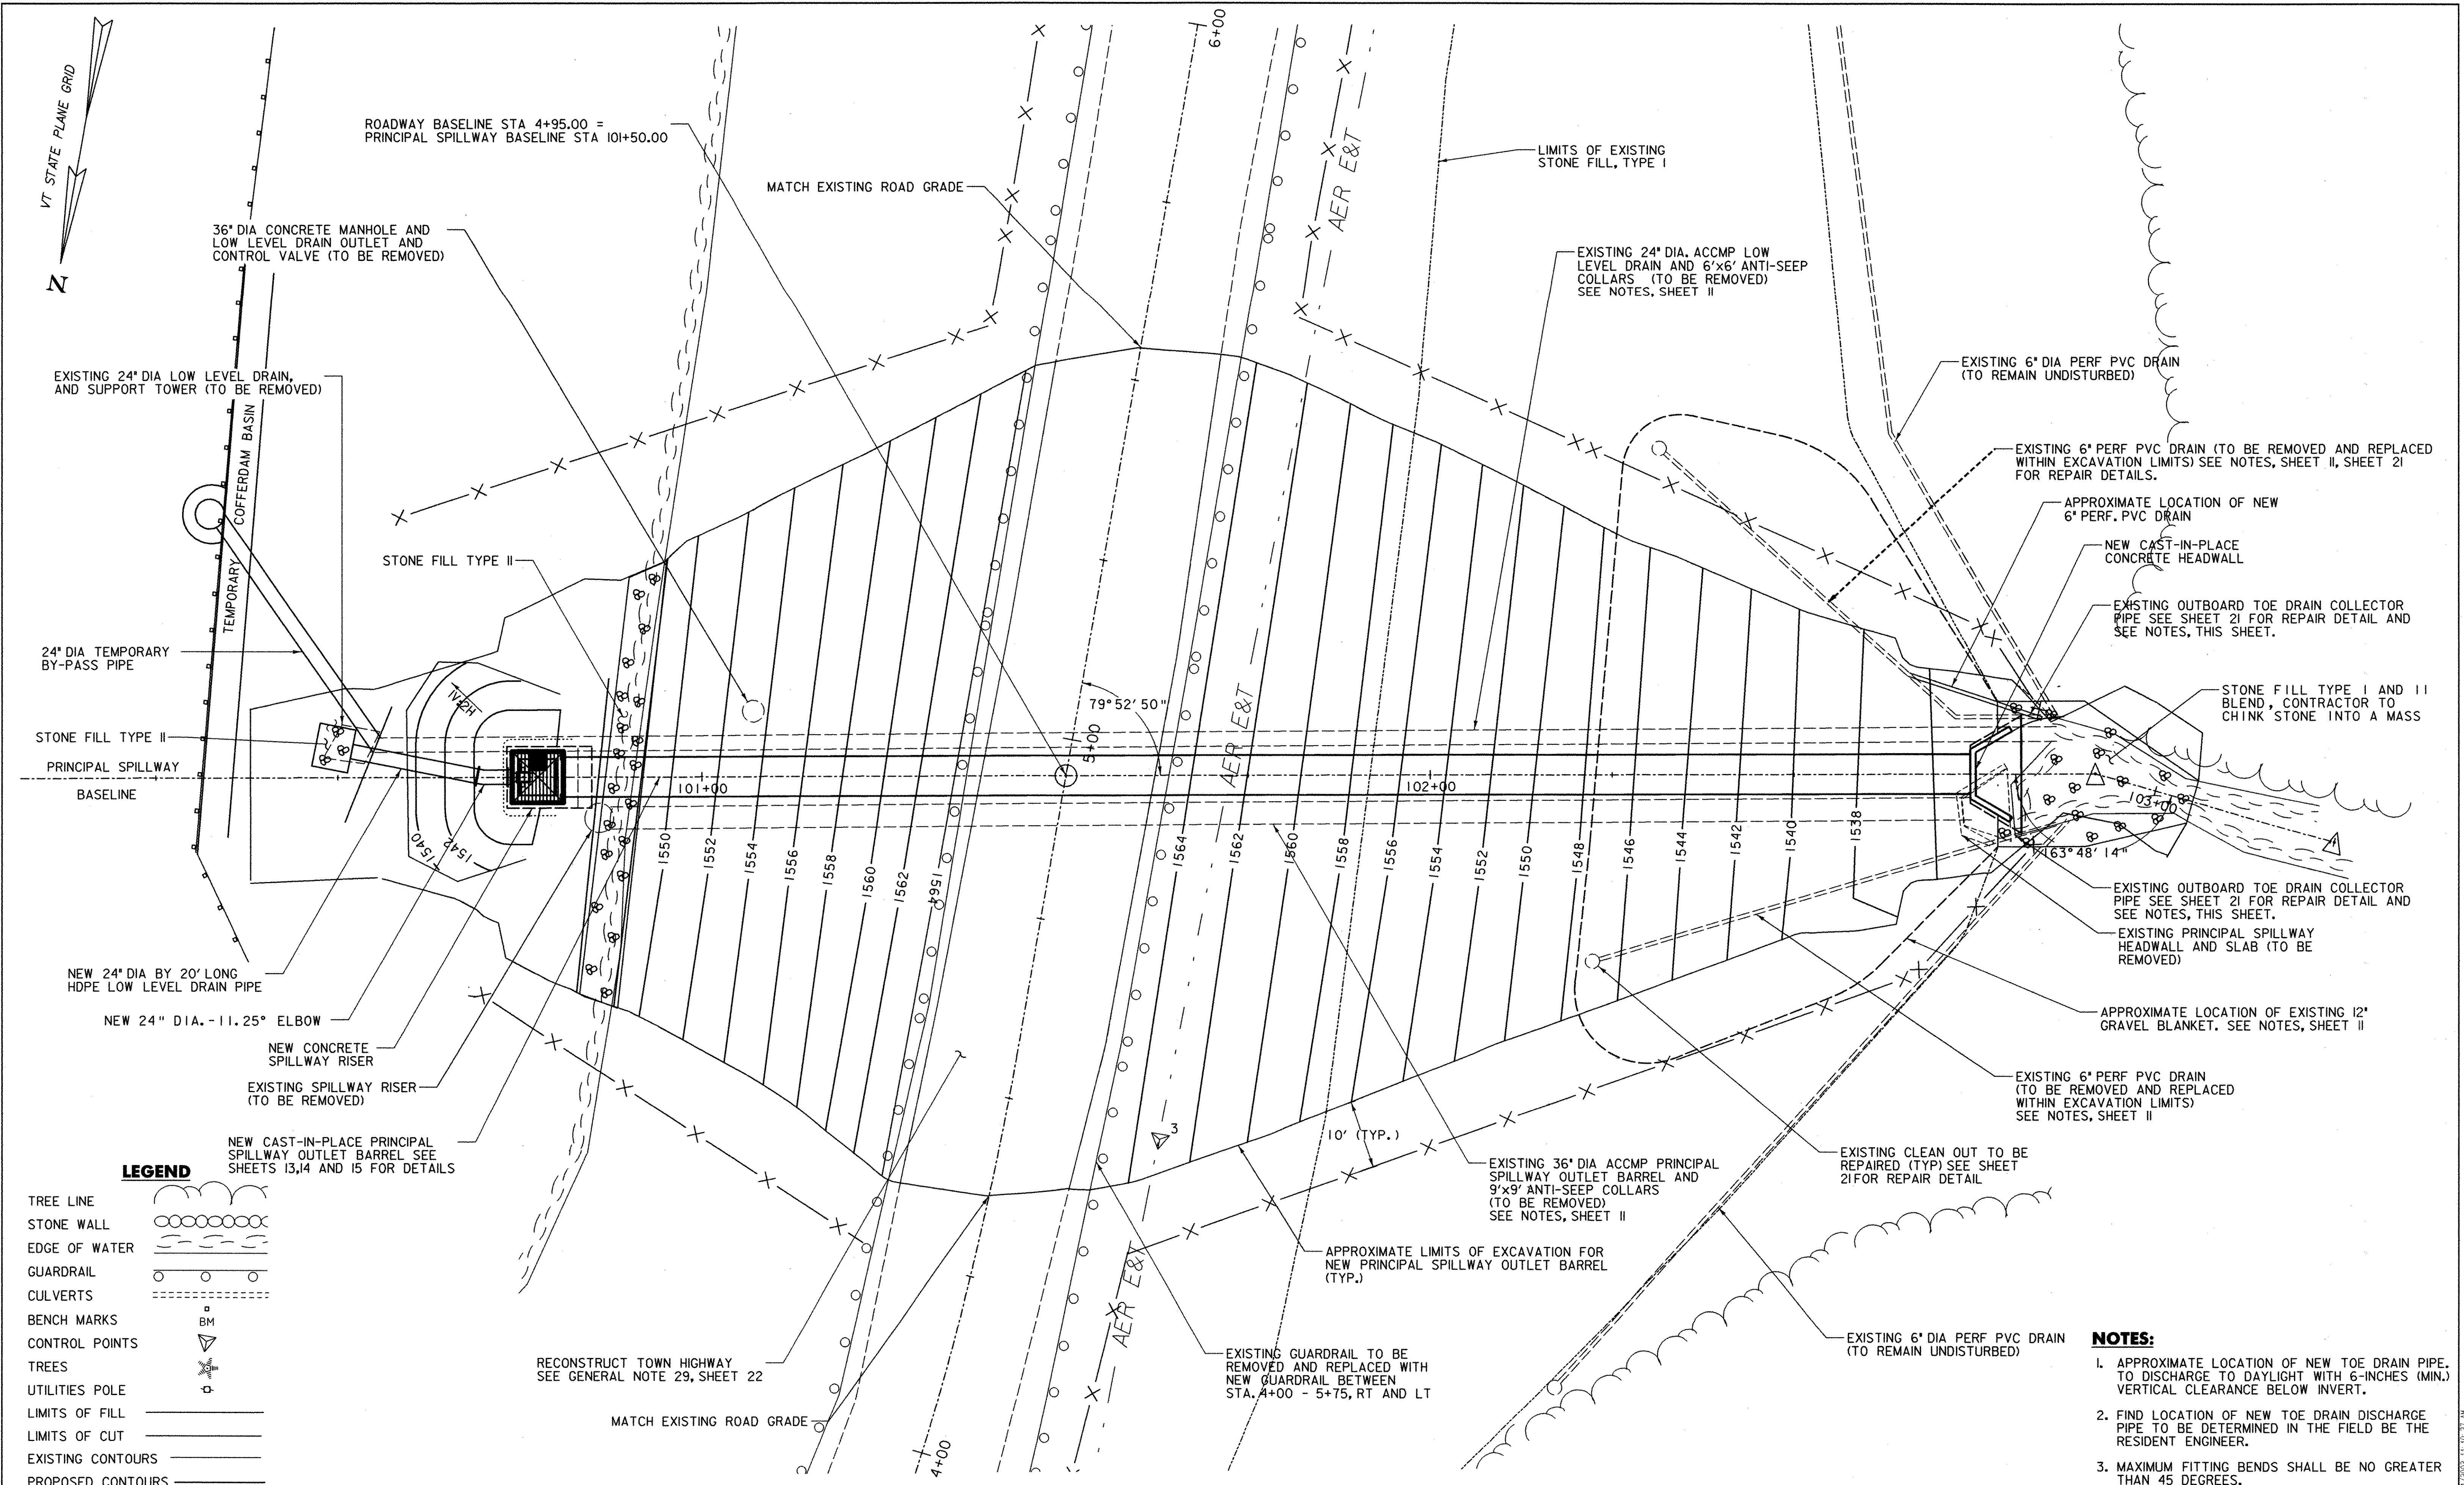 VT STATE PLANE GRID
N
6+00
ROADWAY BASELINE STA 4+95.00 =
PRINCIPAL SPILLWAY BASELINE STA 101+50.00
MATCH EXISTING ROAD GRADE
AER E&T
LIMITS OF EXISTING
STONE FILL, TYPE I
36" DIA CONCRETE MANHOLE AND
LOW LEVEL DRAIN OUTLET AND
CONTROL VALVE (TO BE REMOVED)
EXISTING 24" DIA. ACCMP LOW
LEVEL DRAIN AND 6'x6' ANTI-SEEP
COLLARS (TO BE REMOVED)
SEE NOTES, SHEET 11
EXISTING 24" DIA LOW LEVEL DRAIN,
AND SUPPORT TOWER (TO BE REMOVED)
EXISTING 6" DIA PERF PVC DRAIN
(TO REMAIN UNDISTURBED)
TEMPORARY COFFERDAM BASIN
EXISTING 6" PERF PVC DRAIN (TO BE REMOVED AND REPLACED
WITHIN EXCAVATION LIMITS) SEE NOTES, SHEET 11, SHEET 21
FOR REPAIR DETAILS.
APPROXIMATE LOCATION OF NEW
6" PERF. PVC DRAIN
NEW CAST-IN-PLACE
CONCRETE HEADWALL
STONE FILL TYPE II
EXISTING OUTBOARD TOE DRAIN COLLECTOR
PIPE SEE SHEET 21 FOR REPAIR DETAIL AND
SEE NOTES, THIS SHEET.
24" DIA TEMPORARY
BY-PASS PIPE
1V:2H
79°52'50"
STONE FILL TYPE I AND II
BLEND, CONTRACTOR TO
CHINK STONE INTO A MASS
STONE FILL TYPE II
PRINCIPAL SPILLWAY
BASELINE
5+00
AER E&T
101+00
102+00
103+00
1540
1542
1550
1552
1554
1556
1558
1560
1562
1564
1564
1562
1560
1558
1556
1554
1552
1550
1548
1546
1544
1542
1540
1538
163°48'14"
EXISTING OUTBOARD TOE DRAIN COLLECTOR
PIPE SEE SHEET 21 FOR REPAIR DETAIL AND
SEE NOTES, THIS SHEET.
EXISTING PRINCIPAL SPILLWAY
HEADWALL AND SLAB (TO BE
REMOVED)
NEW 24" DIA BY 20' LONG
HDPE LOW LEVEL DRAIN PIPE
NEW 24" DIA.-11.25° ELBOW
APPROXIMATE LOCATION OF EXISTING 12"
GRAVEL BLANKET. SEE NOTES, SHEET 11
NEW CONCRETE
SPILLWAY RISER
EXISTING SPILLWAY RISER
(TO BE REMOVED)
EXISTING 6" PERF PVC DRAIN
(TO BE REMOVED AND REPLACED
WITHIN EXCAVATION LIMITS)
SEE NOTES, SHEET 11
3
10' (TYP.)
NEW CAST-IN-PLACE PRINCIPAL
SPILLWAY OUTLET BARREL SEE
SHEETS 13,14 AND 15 FOR DETAILS
EXISTING CLEAN OUT TO BE
REPAIRED (TYP) SEE SHEET
21 FOR REPAIR DETAIL
EXISTING 36" DIA ACCMP PRINCIPAL
SPILLWAY OUTLET BARREL AND
9'x9' ANTI-SEEP COLLARS
(TO BE REMOVED)
SEE NOTES, SHEET 11
APPROXIMATE LIMITS OF EXCAVATION FOR
NEW PRINCIPAL SPILLWAY OUTLET BARREL
(TYP.)
AER E&T
EXISTING 6" DIA PERF PVC DRAIN
(TO REMAIN UNDISTURBED)
RECONSTRUCT TOWN HIGHWAY
SEE GENERAL NOTE 29, SHEET 22
EXISTING GUARDRAIL TO BE
REMOVED AND REPLACED WITH
NEW GUARDRAIL BETWEEN
STA. 4+00 - 5+75, RT AND LT
MATCH EXISTING ROAD GRADE
4+00
LEGEND
TREE LINE
STONE WALL
EDGE OF WATER
GUARDRAIL
CULVERTS
BENCH MARKS
BM
CONTROL POINTS
TREES
UTILITIES POLE
LIMITS OF FILL
LIMITS OF CUT
EXISTING CONTOURS
PROPOSED CONTOURS
NOTES:
1. APPROXIMATE LOCATION OF NEW TOE DRAIN PIPE.
TO DISCHARGE TO DAYLIGHT WITH 6-INCHES (MIN.)
VERTICAL CLEARANCE BELOW INVERT.
2. FIND LOCATION OF NEW TOE DRAIN DISCHARGE
PIPE TO BE DETERMINED IN THE FIELD BE THE
RESIDENT ENGINEER.
3. MAXIMUM FITTING BENDS SHALL BE NO GREATER
THAN 45 DEGREES.